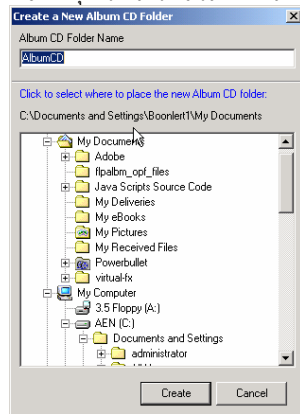 Create a New Album CD Folder
Album CD Folder Name
AlbumCD
Click to select where to place the new Album CD folder:
C:\Documents and Settings\Boonlert1\My Documents
My Documents
Adobe
flpalbm_opf_files
Java Scripts Source Code
My Deliveries
My eBooks
My Pictures
My Received Files
Powerbullet
virtual-fx
My Computer
3.5 Floppy (A:)
AEN (C:)
Documents and Settings
administrator
Create Cancel